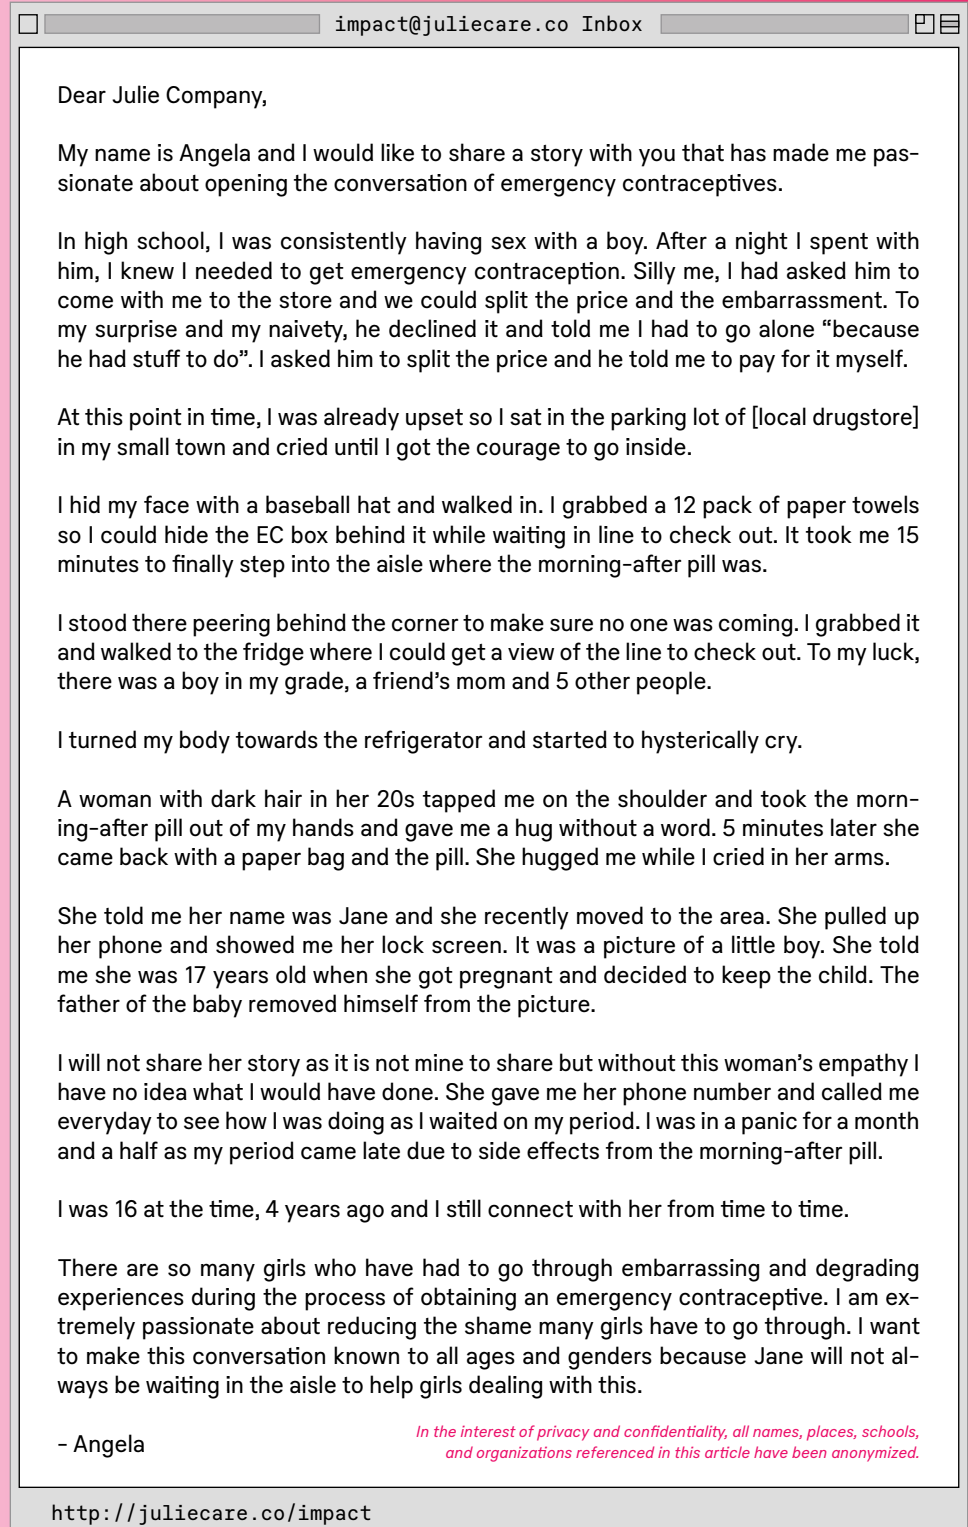 impact@juliecare.co Inbox
Dear Julie Company,
My name is Angela and I would like to share a story with you that has made me pas-
sionate about opening the conversation of emergency contraceptives.
In high school, I was consistently having sex with a boy. After a night I spent with
him, I knew I needed to get emergency contraception. Silly me, I had asked him to
come with me to the store and we could split the price and the embarrassment. To
my surprise and my naivety, he declined it and told me I had to go alone “because
he had stuff to do”. I asked him to split the price and he told me to pay for it myself.
At this point in time, I was already upset so I sat in the parking lot of [local drugstore]
in my small town and cried until I got the courage to go inside.
I hid my face with a baseball hat and walked in. I grabbed a 12 pack of paper towels
so I could hide the EC box behind it while waiting in line to check out. It took me 15
minutes to finally step into the aisle where the morning-after pill was.
I stood there peering behind the corner to make sure no one was coming. I grabbed it
and walked to the fridge where I could get a view of the line to check out. To my luck,
there was a boy in my grade, a friend’s mom and 5 other people.
I turned my body towards the refrigerator and started to hysterically cry.
A woman with dark hair in her 20s tapped me on the shoulder and took the morn-
ing-after pill out of my hands and gave me a hug without a word. 5 minutes later she
came back with a paper bag and the pill. She hugged me while I cried in her arms.
She told me her name was Jane and she recently moved to the area. She pulled up
her phone and showed me her lock screen. It was a picture of a little boy. She told
me she was 17 years old when she got pregnant and decided to keep the child. The
father of the baby removed himself from the picture.
I will not share her story as it is not mine to share but without this woman’s empathy I
have no idea what I would have done. She gave me her phone number and called me
everyday to see how I was doing as I waited on my period. I was in a panic for a month
and a half as my period came late due to side effects from the morning-after pill.
I was 16 at the time, 4 years ago and I still connect with her from time to time.
There are so many girls who have had to go through embarrassing and degrading
experiences during the process of obtaining an emergency contraceptive. I am ex-
tremely passionate about reducing the shame many girls have to go through. I want
to make this conversation known to all ages and genders because Jane will not al-
ways be waiting in the aisle to help girls dealing with this.
- Angela
In the interest of privacy and confidentiality, all names, places, schools,
and organizations referenced in this article have been anonymized.
http://juliecare.co/impact